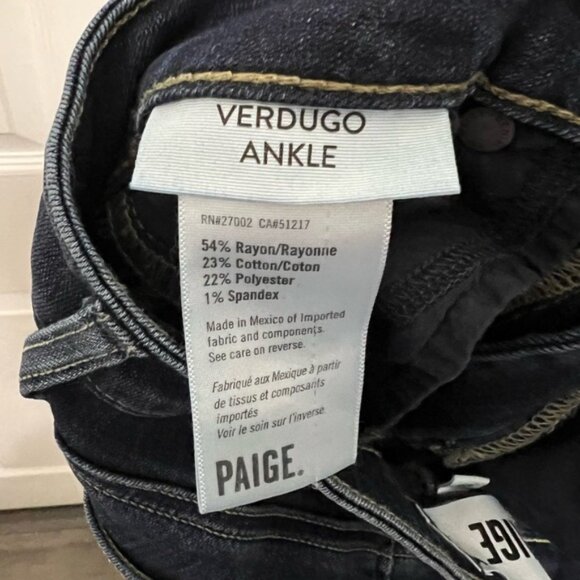 VERDUGO
ANKLE
RN#27002 CA#51217
54% Rayon/Rayonne
23% Cotton/Coton
22% Polyester
1% Spandex
Made in Mexico of Imported
fabric and components.
See care on reverse.
Fabriqué aux Mexique à partir
de tissus et composants
importés
Voir le soin sur l'inverse.
PAIGE.
IGE